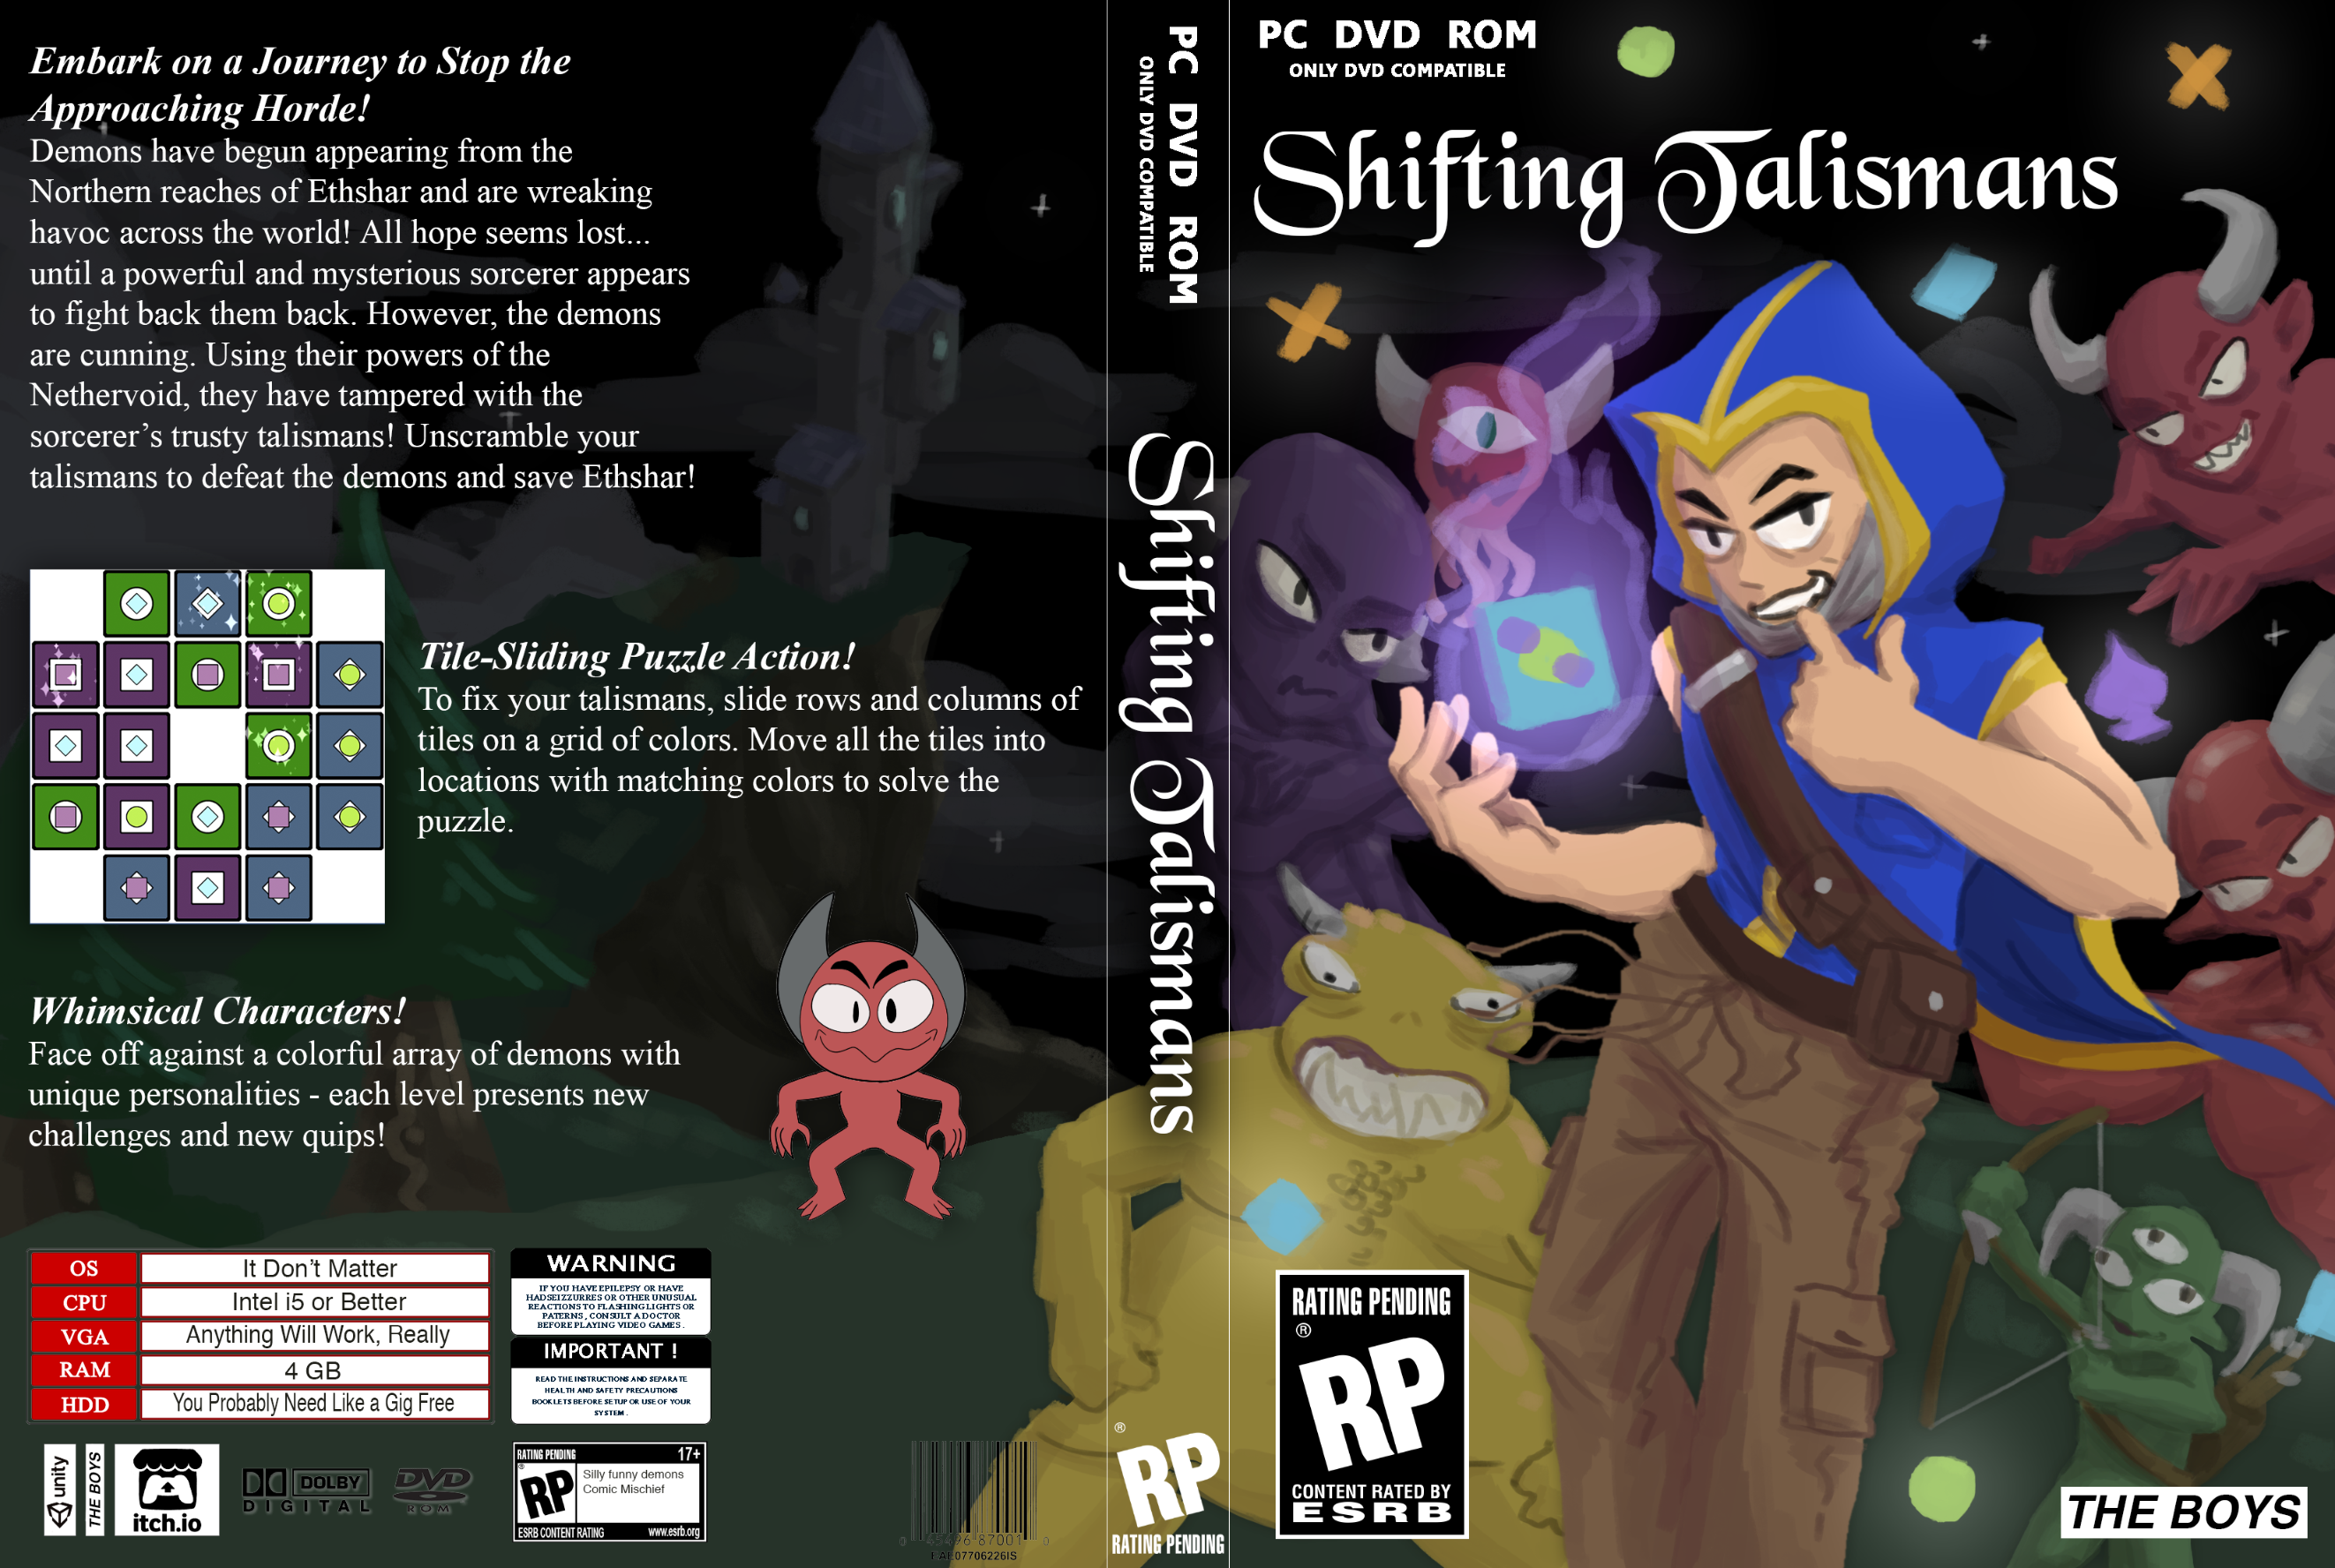 Embark on a Journey to Stop the
Approaching Horde!
Demons have begun appearing from the
Northern reaches of Ethshar and are wreaking
havoc across the world! All hope seems lost...
until a powerful and mysterious sorcerer appears
to fight back them back. However, the demons
are cunning. Using their powers of the
Nethervoid, they have tampered with the
sorcerer’s trusty talismans! Unscramble your
talismans to defeat the demons and save Ethshar!
Tile-Sliding Puzzle Action!
To fix your talismans, slide rows and columns of
tiles on a grid of colors. Move all the tiles into
locations with matching colors to solve the
puzzle.
Whimsical Characters!
Face off against a colorful array of demons with
unique personalities - each level presents new
challenges and new quips!
OS It Don’t Matter
CPU Intel i5 or Better
VGA Anything Will Work, Really
RAM 4 GB
HDD You Probably Need Like a Gig Free
WARNING
IF YOU HAVE EPILEPSY OR HAVE
HADSEIZZURRES OR OTHER UNUSUAL
REACTIONS TO FLASHING LIGHTS OR
PATERNS, CONSULT A DOCTOR
BEFORE PLAYING VIDEO GAMES.
IMPORTANT !
READ THE INSTRUCTIONS AND SEPARATE
HEALTH AND SAFETY PRECAUTIONS
BOOKLETS BEFORE SETUP OR USE OF YOUR
SYSTEM.
unity
THE BOYS
itch.io
DOLBY
DIGITAL
DVD
ROM
RATING PENDING 17+
RP
®
Silly funny demons
Comic Mischief
ESRB CONTENT RATING www.esrb.org
87001 0
PC DVD ROM
ONLY DVD COMPATIBLE
Shifting Talismans
®
RP
RATING PENDING
PC DVD ROM
ONLY DVD COMPATIBLE
Shifting Talismans
RATING PENDING
®
RP
CONTENT RATED BY
ESRB
THE BOYS